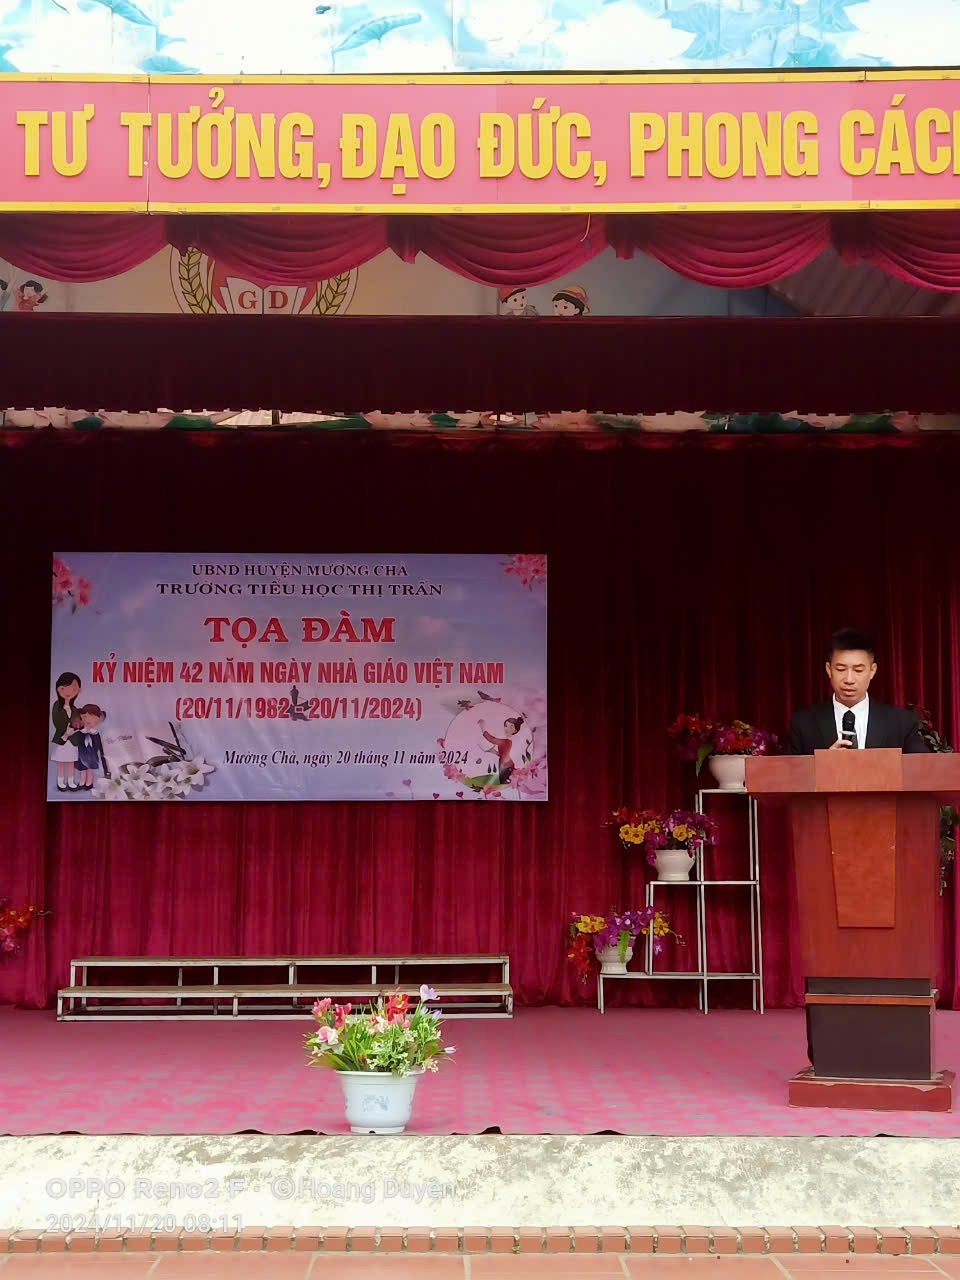 TƯ TƯỞNG, ĐẠO ĐỨC, PHONG CÁCH
GD
UBND HUYỆN MƯƠNG CHÀ
TRƯỜNG TIỂU HỌC THỊ TRẤN
TỌA ĐÀM
KỶ NIỆM 42 NĂM NGÀY NHÀ GIÁO VIỆT NAM
(20/11/1982 - 20/11/2024)
Mường Chà, ngày 20 tháng 11 năm 2024
OPPO Reno2 F · ©Hoàng Duyên
2024/11/20 08:11